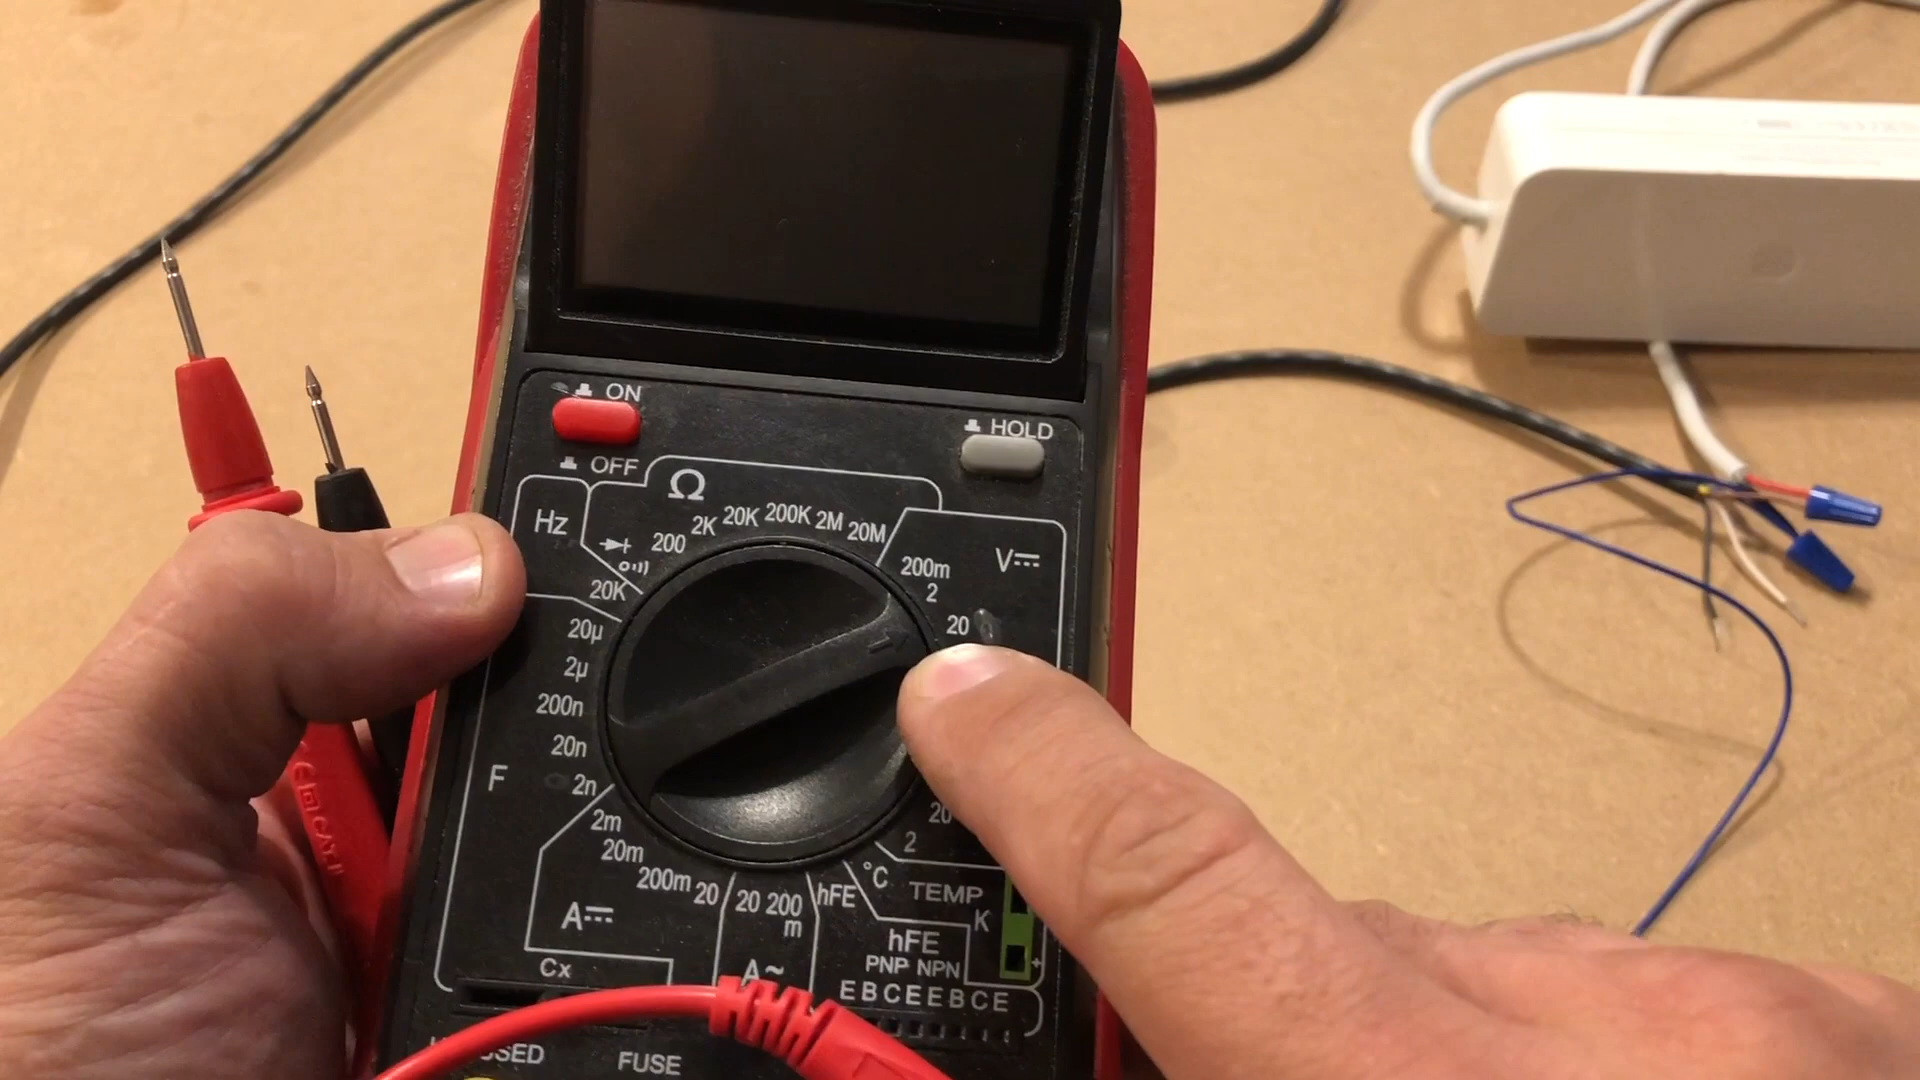 ON
HOLD
OFF
Ω
Hz
200 2K 20K 200K 2M 20M
20K
200m
2
20
V
20µ
2µ
200n
20n
2n
F
2m
20m
200m
20
A
20 200
m
A~
hFE
°C
20
2
TEMP
K
+
hFE
PNP NPN
EBCEEBCE
Cx
FUSE